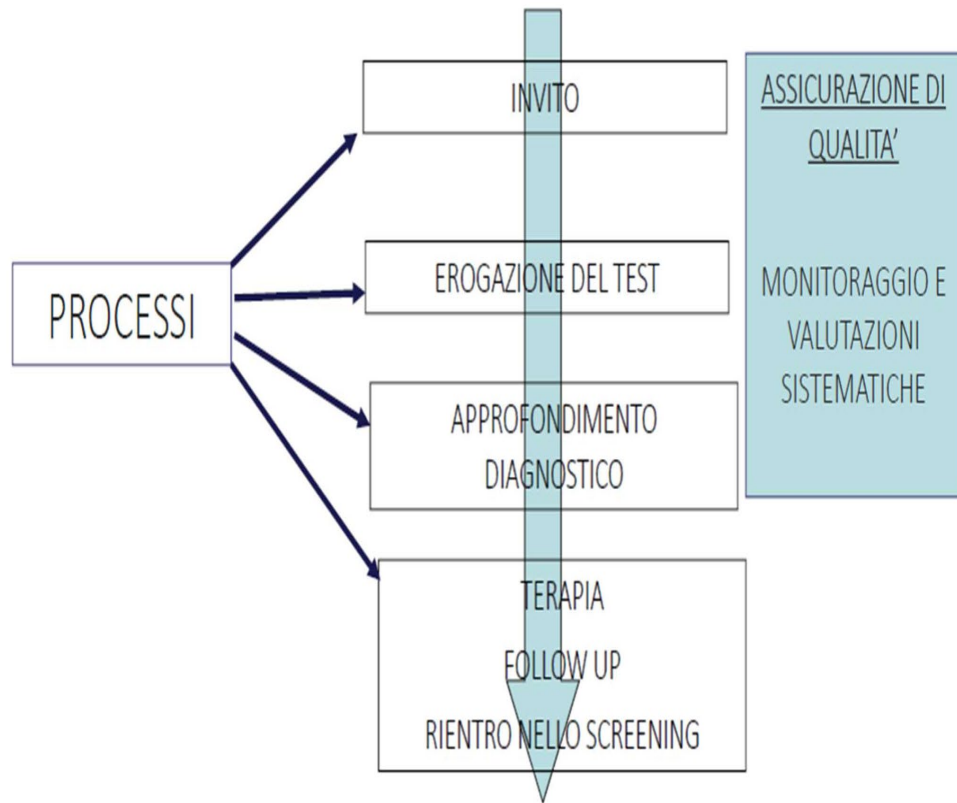 INVITO
ASSICURAZIONE DI
QUALITA’
EROGAZIONE DEL TEST
PROCESSI
MONITORAGGIO E
VALUTAZIONI
SISTEMATICHE
APPROFONDIMENTO
DIAGNOSTICO
TERAPIA
FOLLOW UP
RIENTRO NELLO SCREENING